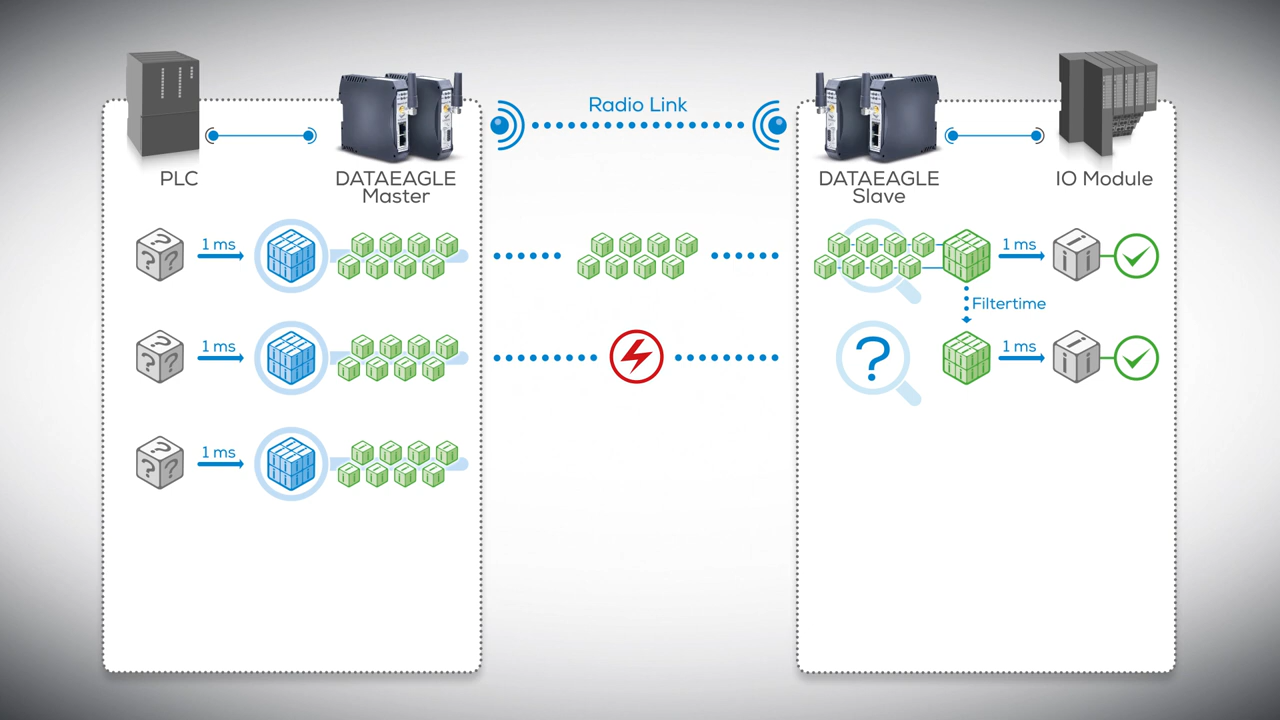 Radio Link
PLC
DATAEAGLE
Master
DATAEAGLE
Slave
IO Module
?
?
?
1 ms
1 ms
i
i
i
Filtertime
?
?
?
1 ms
?
1 ms
i
i
i
?
?
?
1 ms